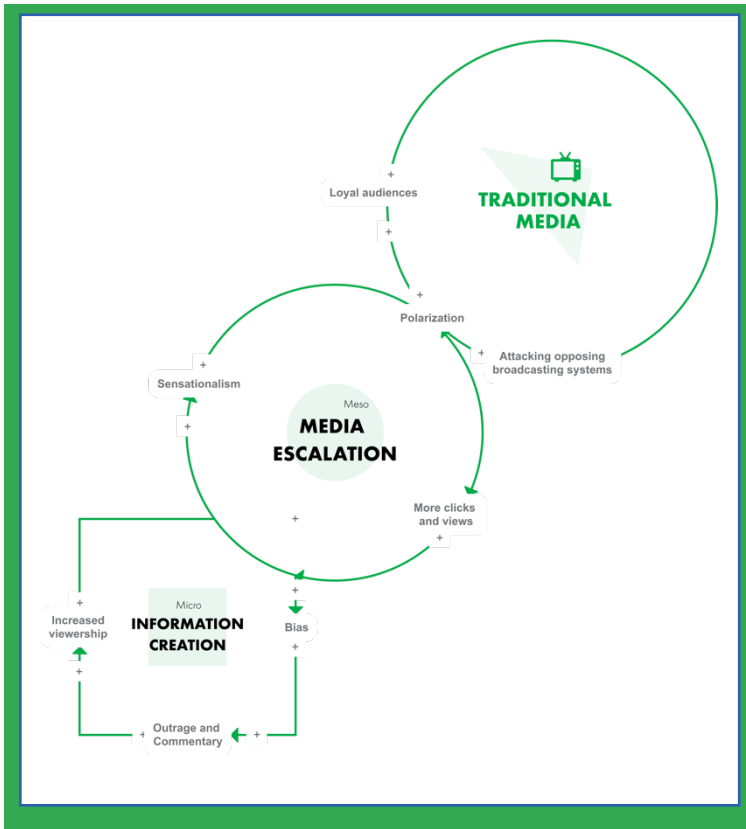 +
Loyal audiences
+
TRADITIONAL
MEDIA
+
Polarization
+
Attacking opposing
broadcasting systems
+
Sensationalism
+
Meso
MEDIA
ESCALATION
More clicks
and views
+
+
+
+
Micro
INFORMATION
CREATION
Increased
viewership
+
Bias
+
+
Outrage and
Commentary
+